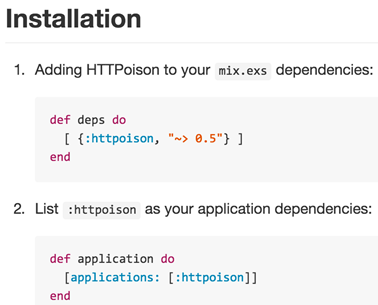 Installation
1. Adding HTTPoison to your mix.exs dependencies:
def deps do
[ {:httpoison, "~> 0.5"} ]
end
2. List :httpoison as your application dependencies:
def application do
[applications: [:httpoison]]
end